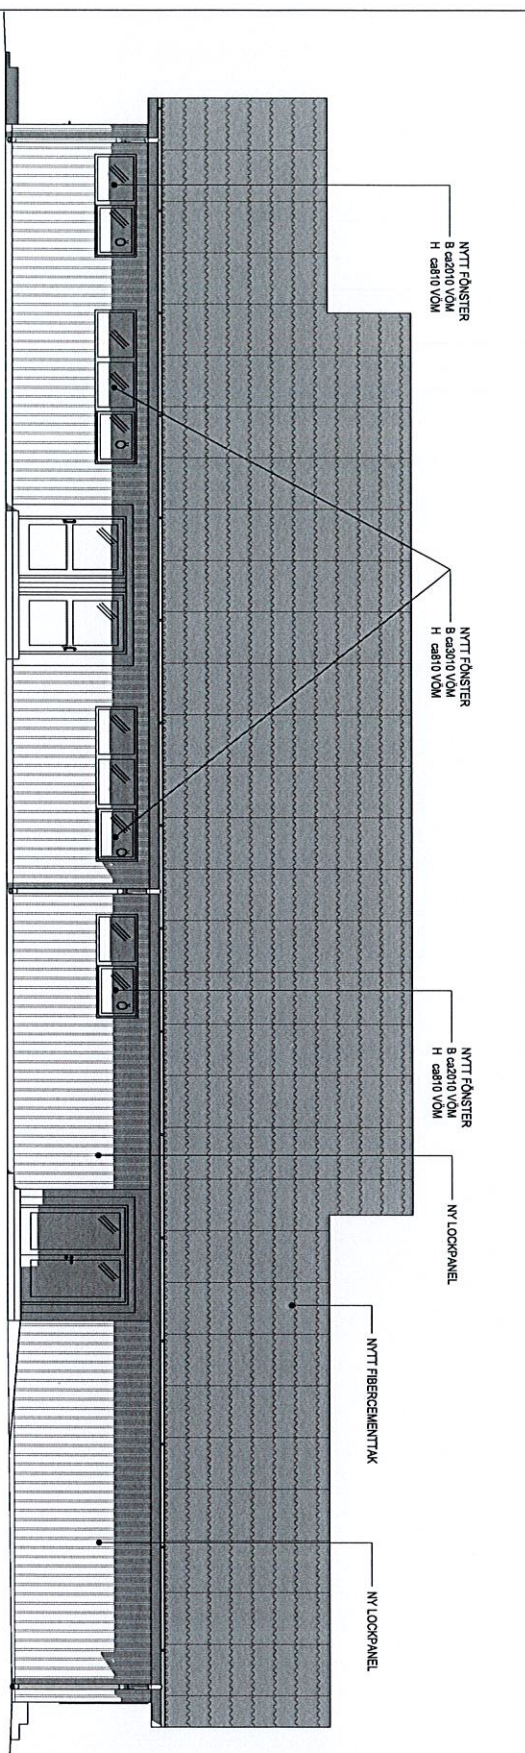 NYTT FÖNSTER
B ca2010 VÖM
H ca810 VÖM
NYTT FÖNSTER
B ca3010 VÖM
H ca810 VÖM
NYTT FÖNSTER
B ca2010 VÖM
H ca810 VÖM
NY LOCKPANEL
NYTT FIBERCEMENTTAK
NY LOCKPANEL